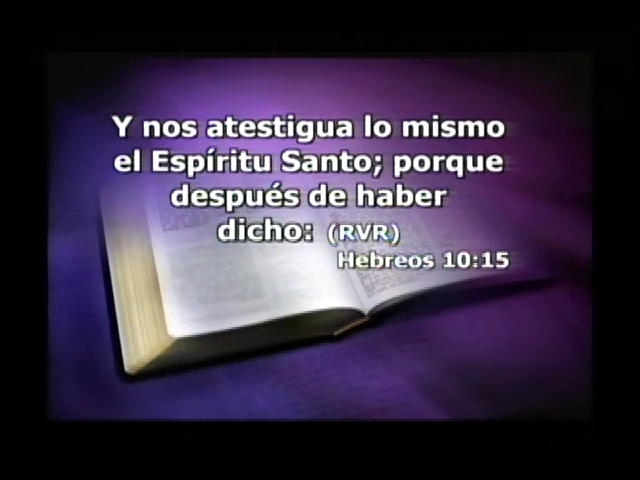 Y nos atestigua lo mismo
el Espíritu Santo; porque
después de haber
dicho: (RVR)
Hebreos 10:15